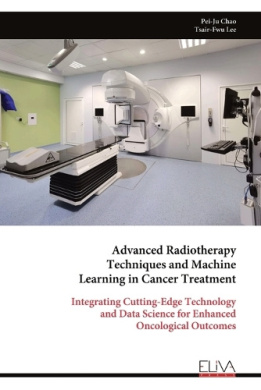 Pei-Ju Chao
Tsair-Fwu Lee
Advanced Radiotherapy
Techniques and Machine
Learning in Cancer Treatment
Integrating Cutting-Edge Technology
and Data Science for Enhanced
Oncological Outcomes
ELIVA
PRESS